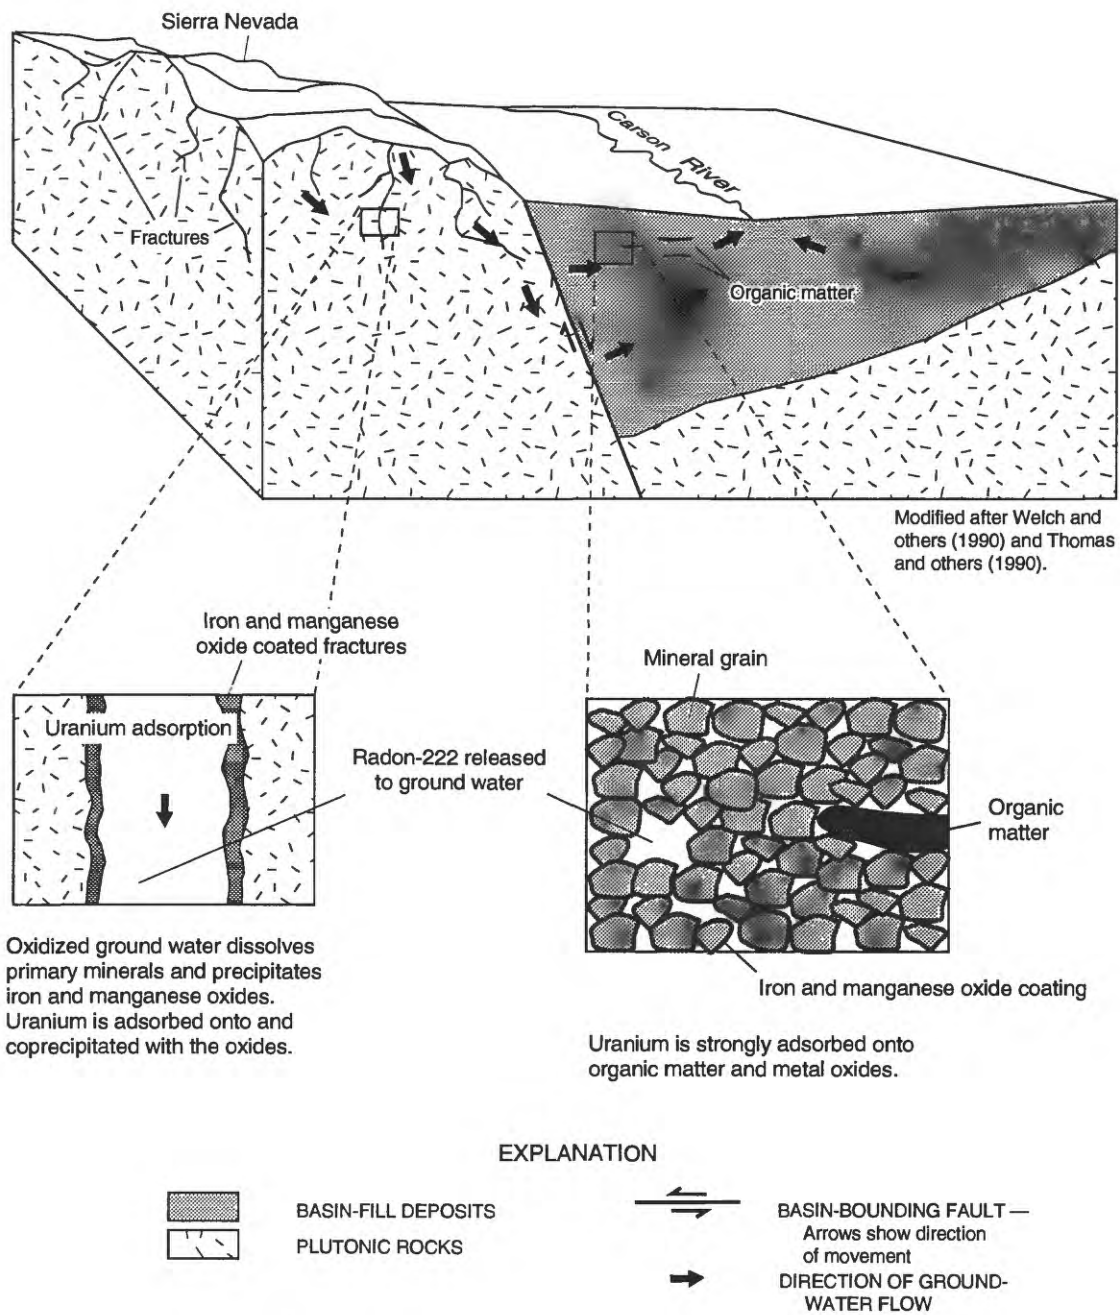 Sierra Nevada
Carson River
Fractures
Organic matter
Modified after Welch and
others (1990) and Thomas
and others (1990).
Iron and manganese
oxide coated fractures
Mineral grain
Uranium adsorption
Radon-222 released
to ground water
Organic
matter
Oxidized ground water dissolves
primary minerals and precipitates
iron and manganese oxides.
Uranium is adsorbed onto and
coprecipitated with the oxides.
Iron and manganese oxide coating
Uranium is strongly adsorbed onto
organic matter and metal oxides.
EXPLANATION
BASIN-FILL DEPOSITS
PLUTONIC ROCKS
BASIN-BOUNDING FAULT —
Arrows show direction
of movement
DIRECTION OF GROUND-
WATER FLOW